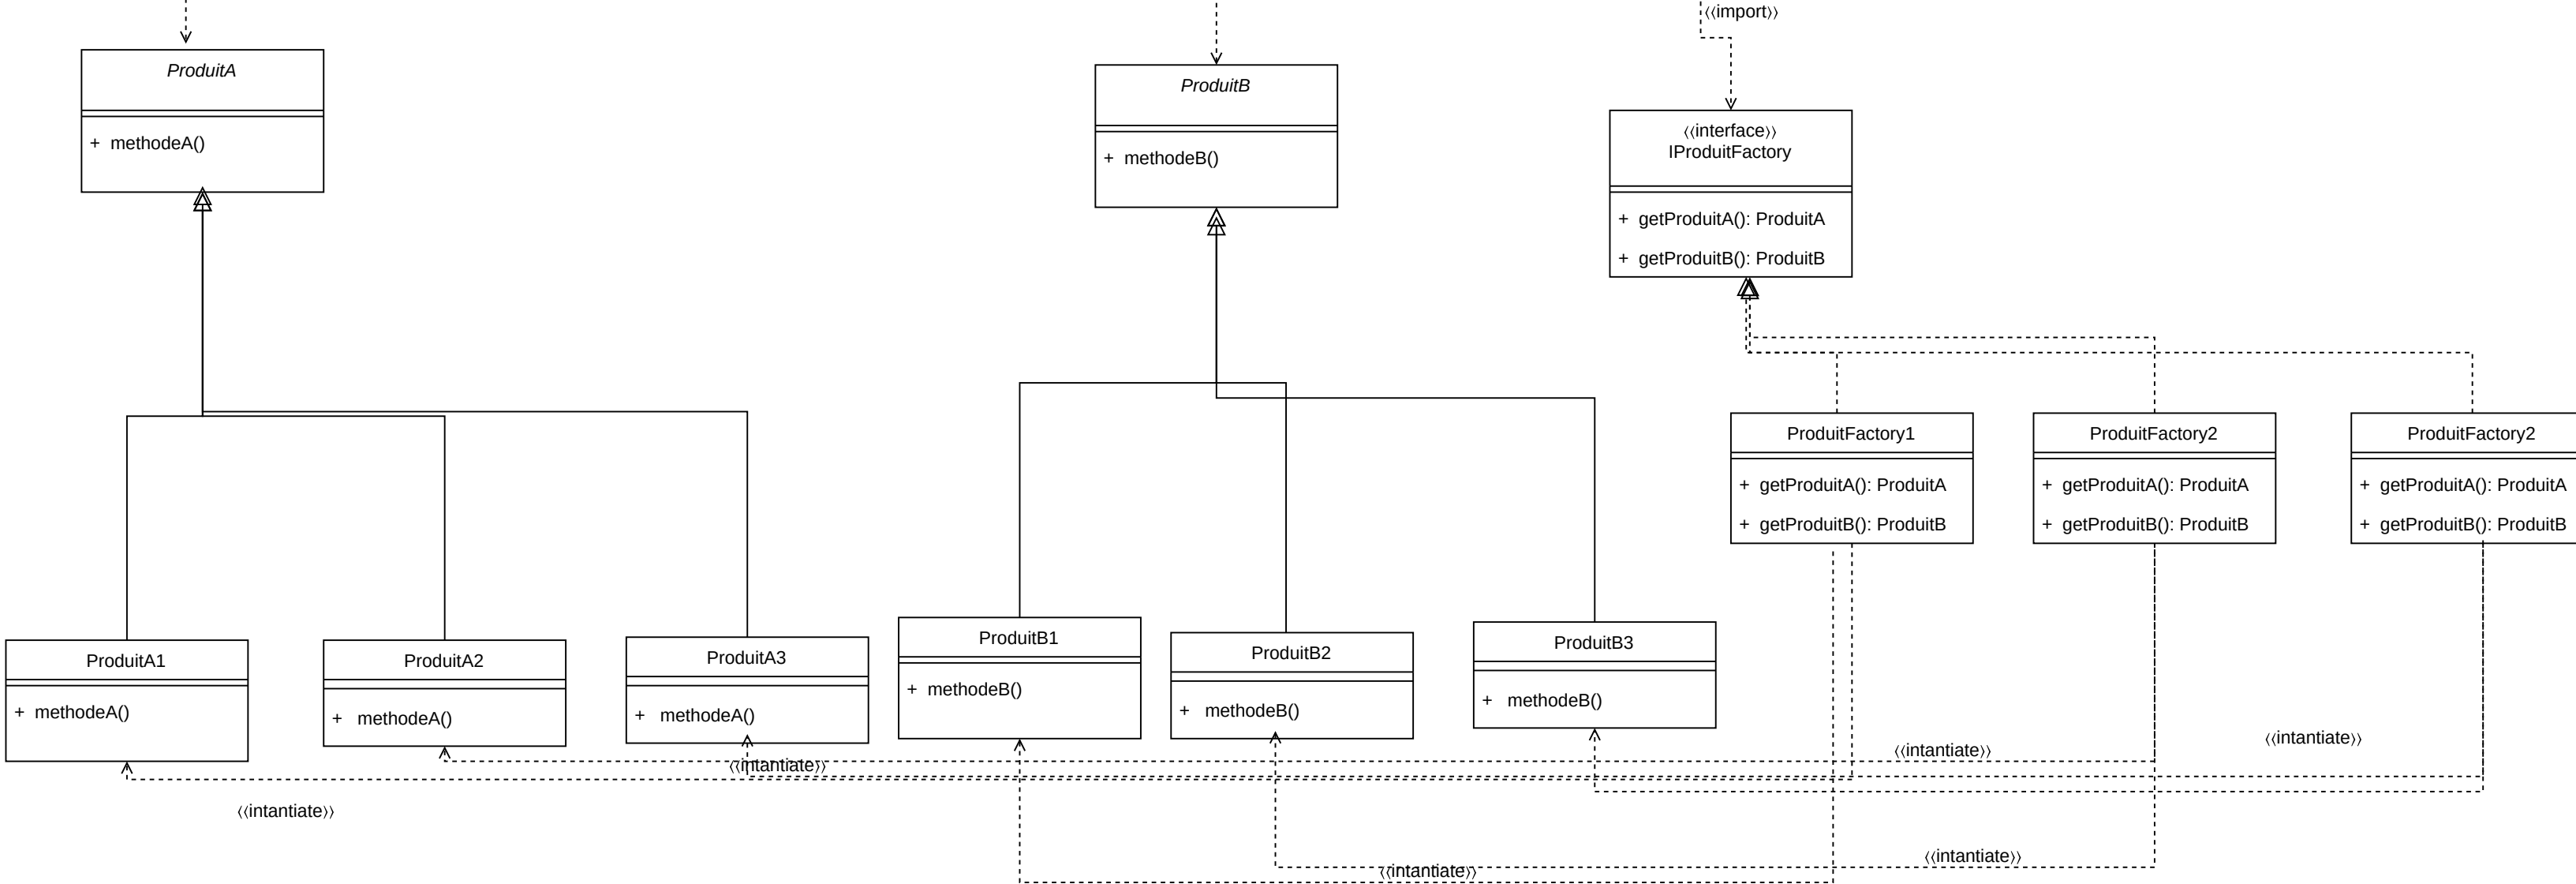 〈〈import〉〉
ProduitA
+ methodeA()
ProduitB
+ methodeB()
〈〈interface〉〉
IProduitFactory
+ getProduitA(): ProduitA
+ getProduitB(): ProduitB
ProduitFactory1
+ getProduitA(): ProduitA
+ getProduitB(): ProduitB
ProduitFactory2
+ getProduitA(): ProduitA
+ getProduitB(): ProduitB
ProduitFactory2
+ getProduitA(): ProduitA
+ getProduitB(): ProduitB
ProduitA1
+ methodeA()
ProduitA2
+ methodeA()
ProduitA3
+ methodeA()
ProduitB1
+ methodeB()
ProduitB2
+ methodeB()
ProduitB3
+ methodeB()
〈〈intantiate〉〉
〈〈intantiate〉〉
〈〈intantiate〉〉
〈〈intantiate〉〉
〈〈intantiate〉〉
〈〈intantiate〉〉